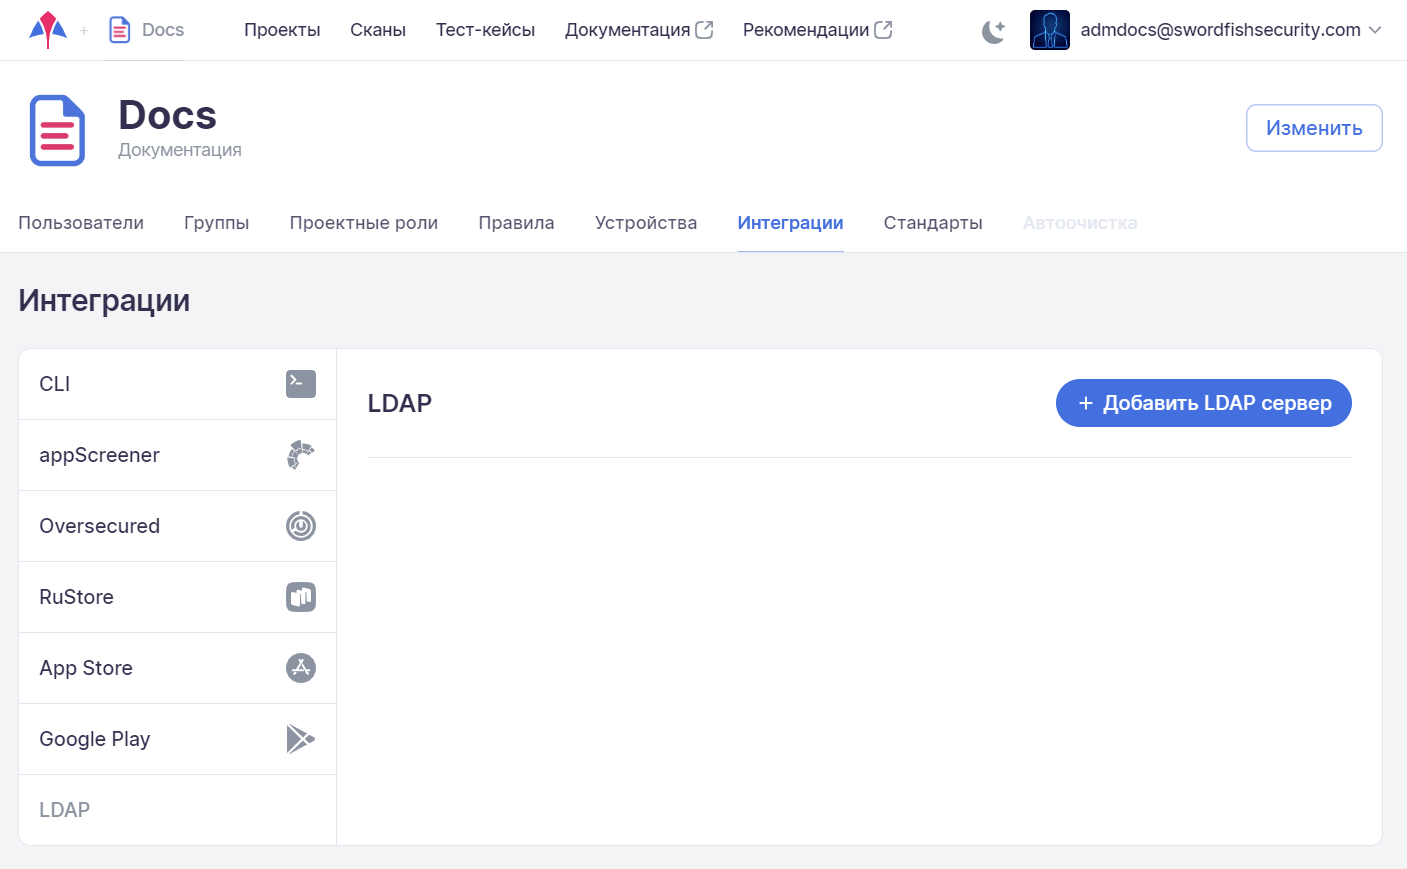 + Docs Проекты Сканы Тест-кейсы Документация Рекомендации admdocs@swordfishsecurity.com
Docs
Документация
Изменить
Пользователи Группы Проектные роли Правила Устройства Интеграции Стандарты Автоочистка
Интеграции
CLI
appScreener
Oversecured
RuStore
App Store
Google Play
LDAP
LDAP
+ Добавить LDAP сервер